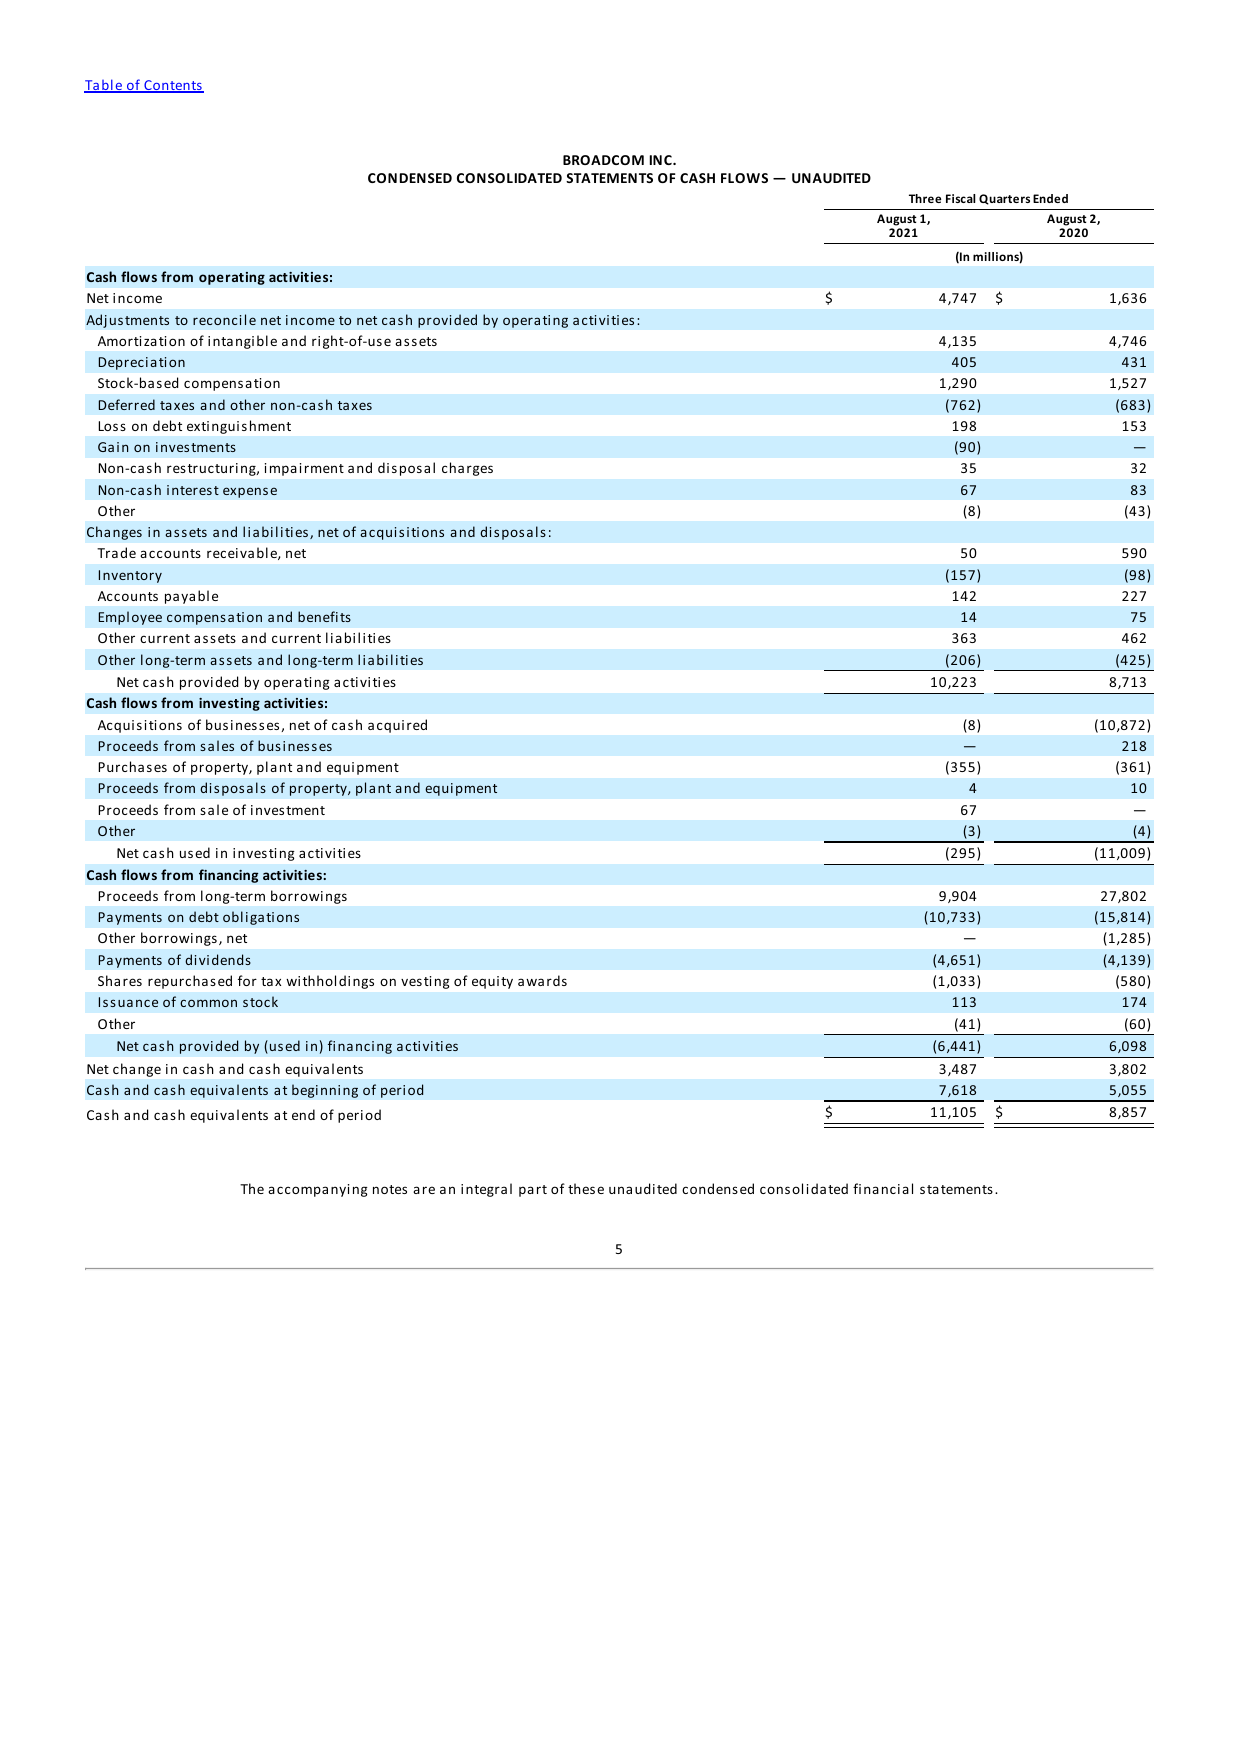 Table of Contents
BROADCOM INC.
CONDENSED CONSOLIDATED STATEMENTS OF CASH FLOWS — UNAUDITED
Three Fiscal Quarters Ended
August 1, 2021 August 2, 2020
(In millions)
Cash flows from operating activities:
Net income $ 4,747 $ 1,636
Adjustments to reconcile net income to net cash provided by operating activities:
Amortization of intangible and right-of-use assets 4,135 4,746
Depreciation 405 431
Stock-based compensation 1,290 1,527
Deferred taxes and other non-cash taxes (762) (683)
Loss on debt extinguishment 198 153
Gain on investments (90) —
Non-cash restructuring, impairment and disposal charges 35 32
Non-cash interest expense 67 83
Other (8) (43)
Changes in assets and liabilities, net of acquisitions and disposals:
Trade accounts receivable, net 50 590
Inventory (157) (98)
Accounts payable 142 227
Employee compensation and benefits 14 75
Other current assets and current liabilities 363 462
Other long-term assets and long-term liabilities (206) (425)
Net cash provided by operating activities 10,223 8,713
Cash flows from investing activities:
Acquisitions of businesses, net of cash acquired (8) (10,872)
Proceeds from sales of businesses — 218
Purchases of property, plant and equipment (355) (361)
Proceeds from disposals of property, plant and equipment 4 10
Proceeds from sale of investment 67 —
Other (3) (4)
Net cash used in investing activities (295) (11,009)
Cash flows from financing activities:
Proceeds from long-term borrowings 9,904 27,802
Payments on debt obligations (10,733) (15,814)
Other borrowings, net — (1,285)
Payments of dividends (4,651) (4,139)
Shares repurchased for tax withholdings on vesting of equity awards (1,033) (580)
Issuance of common stock 113 174
Other (41) (60)
Net cash provided by (used in) financing activities (6,441) 6,098
Net change in cash and cash equivalents 3,487 3,802
Cash and cash equivalents at beginning of period 7,618 5,055
Cash and cash equivalents at end of period $ 11,105 $ 8,857
The accompanying notes are an integral part of these unaudited condensed consolidated financial statements.
5